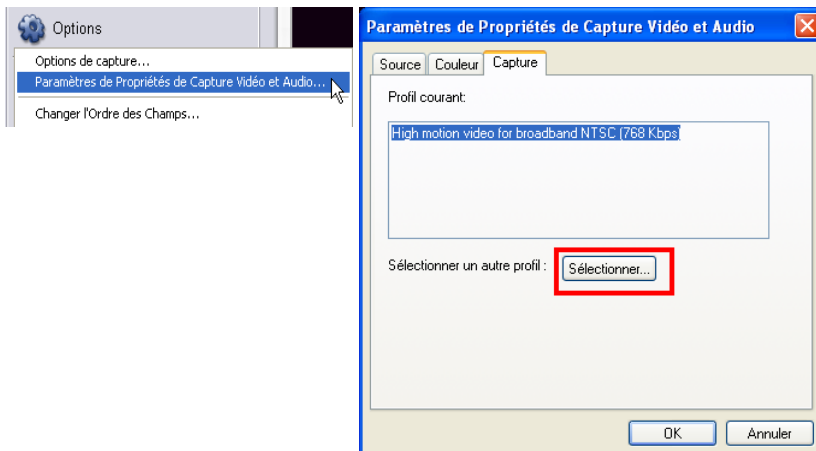 Options
Options de capture...
Paramètres de Propriétés de Capture Vidéo et Audio...
Changer l'Ordre des Champs...
Paramètres de Propriétés de Capture Vidéo et Audio
Source Couleur Capture
Profil courant:
High motion video for broadband NTSC (768 Kbps)
Sélectionner un autre profil :
Sélectionner...
OK Annuler